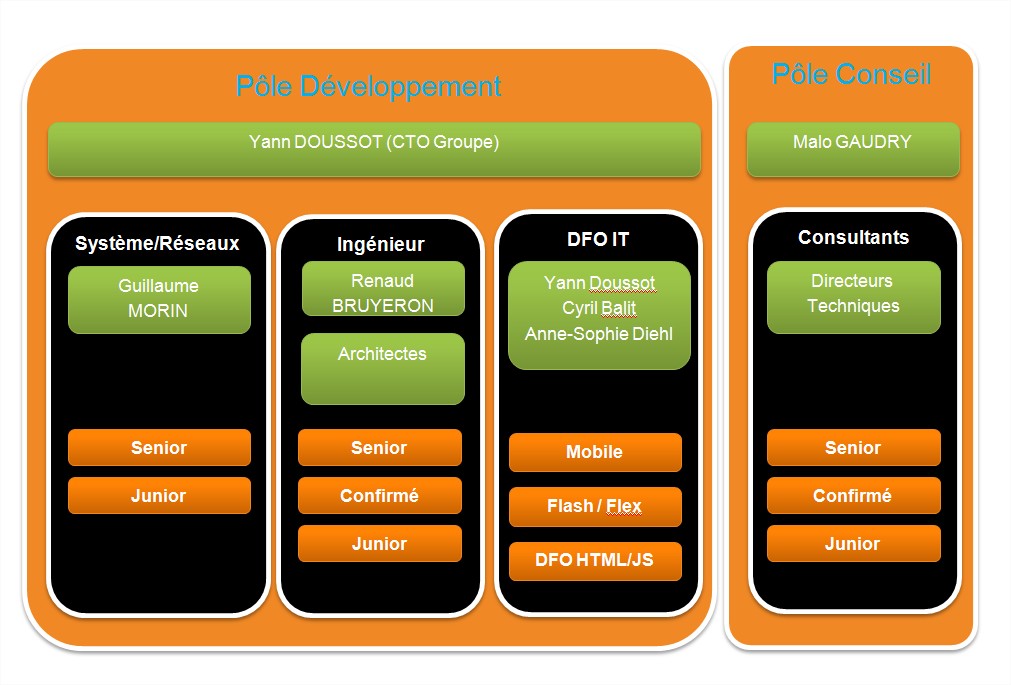 Pôle Développement
Yann DOUSSOT (CTO Groupe)
Système/Réseaux
Guillaume
MORIN
Senior
Junior
Ingénieur
Renaud
BRUYERON
Architectes
Senior
Confirmé
Junior
DFO IT
Yann Doussot
Cyril Balit
Anne-Sophie Diehl
Mobile
Flash / Flex
DFO HTML/JS
Pôle Conseil
Malo GAUDRY
Consultants
Directeurs
Techniques
Senior
Confirmé
Junior